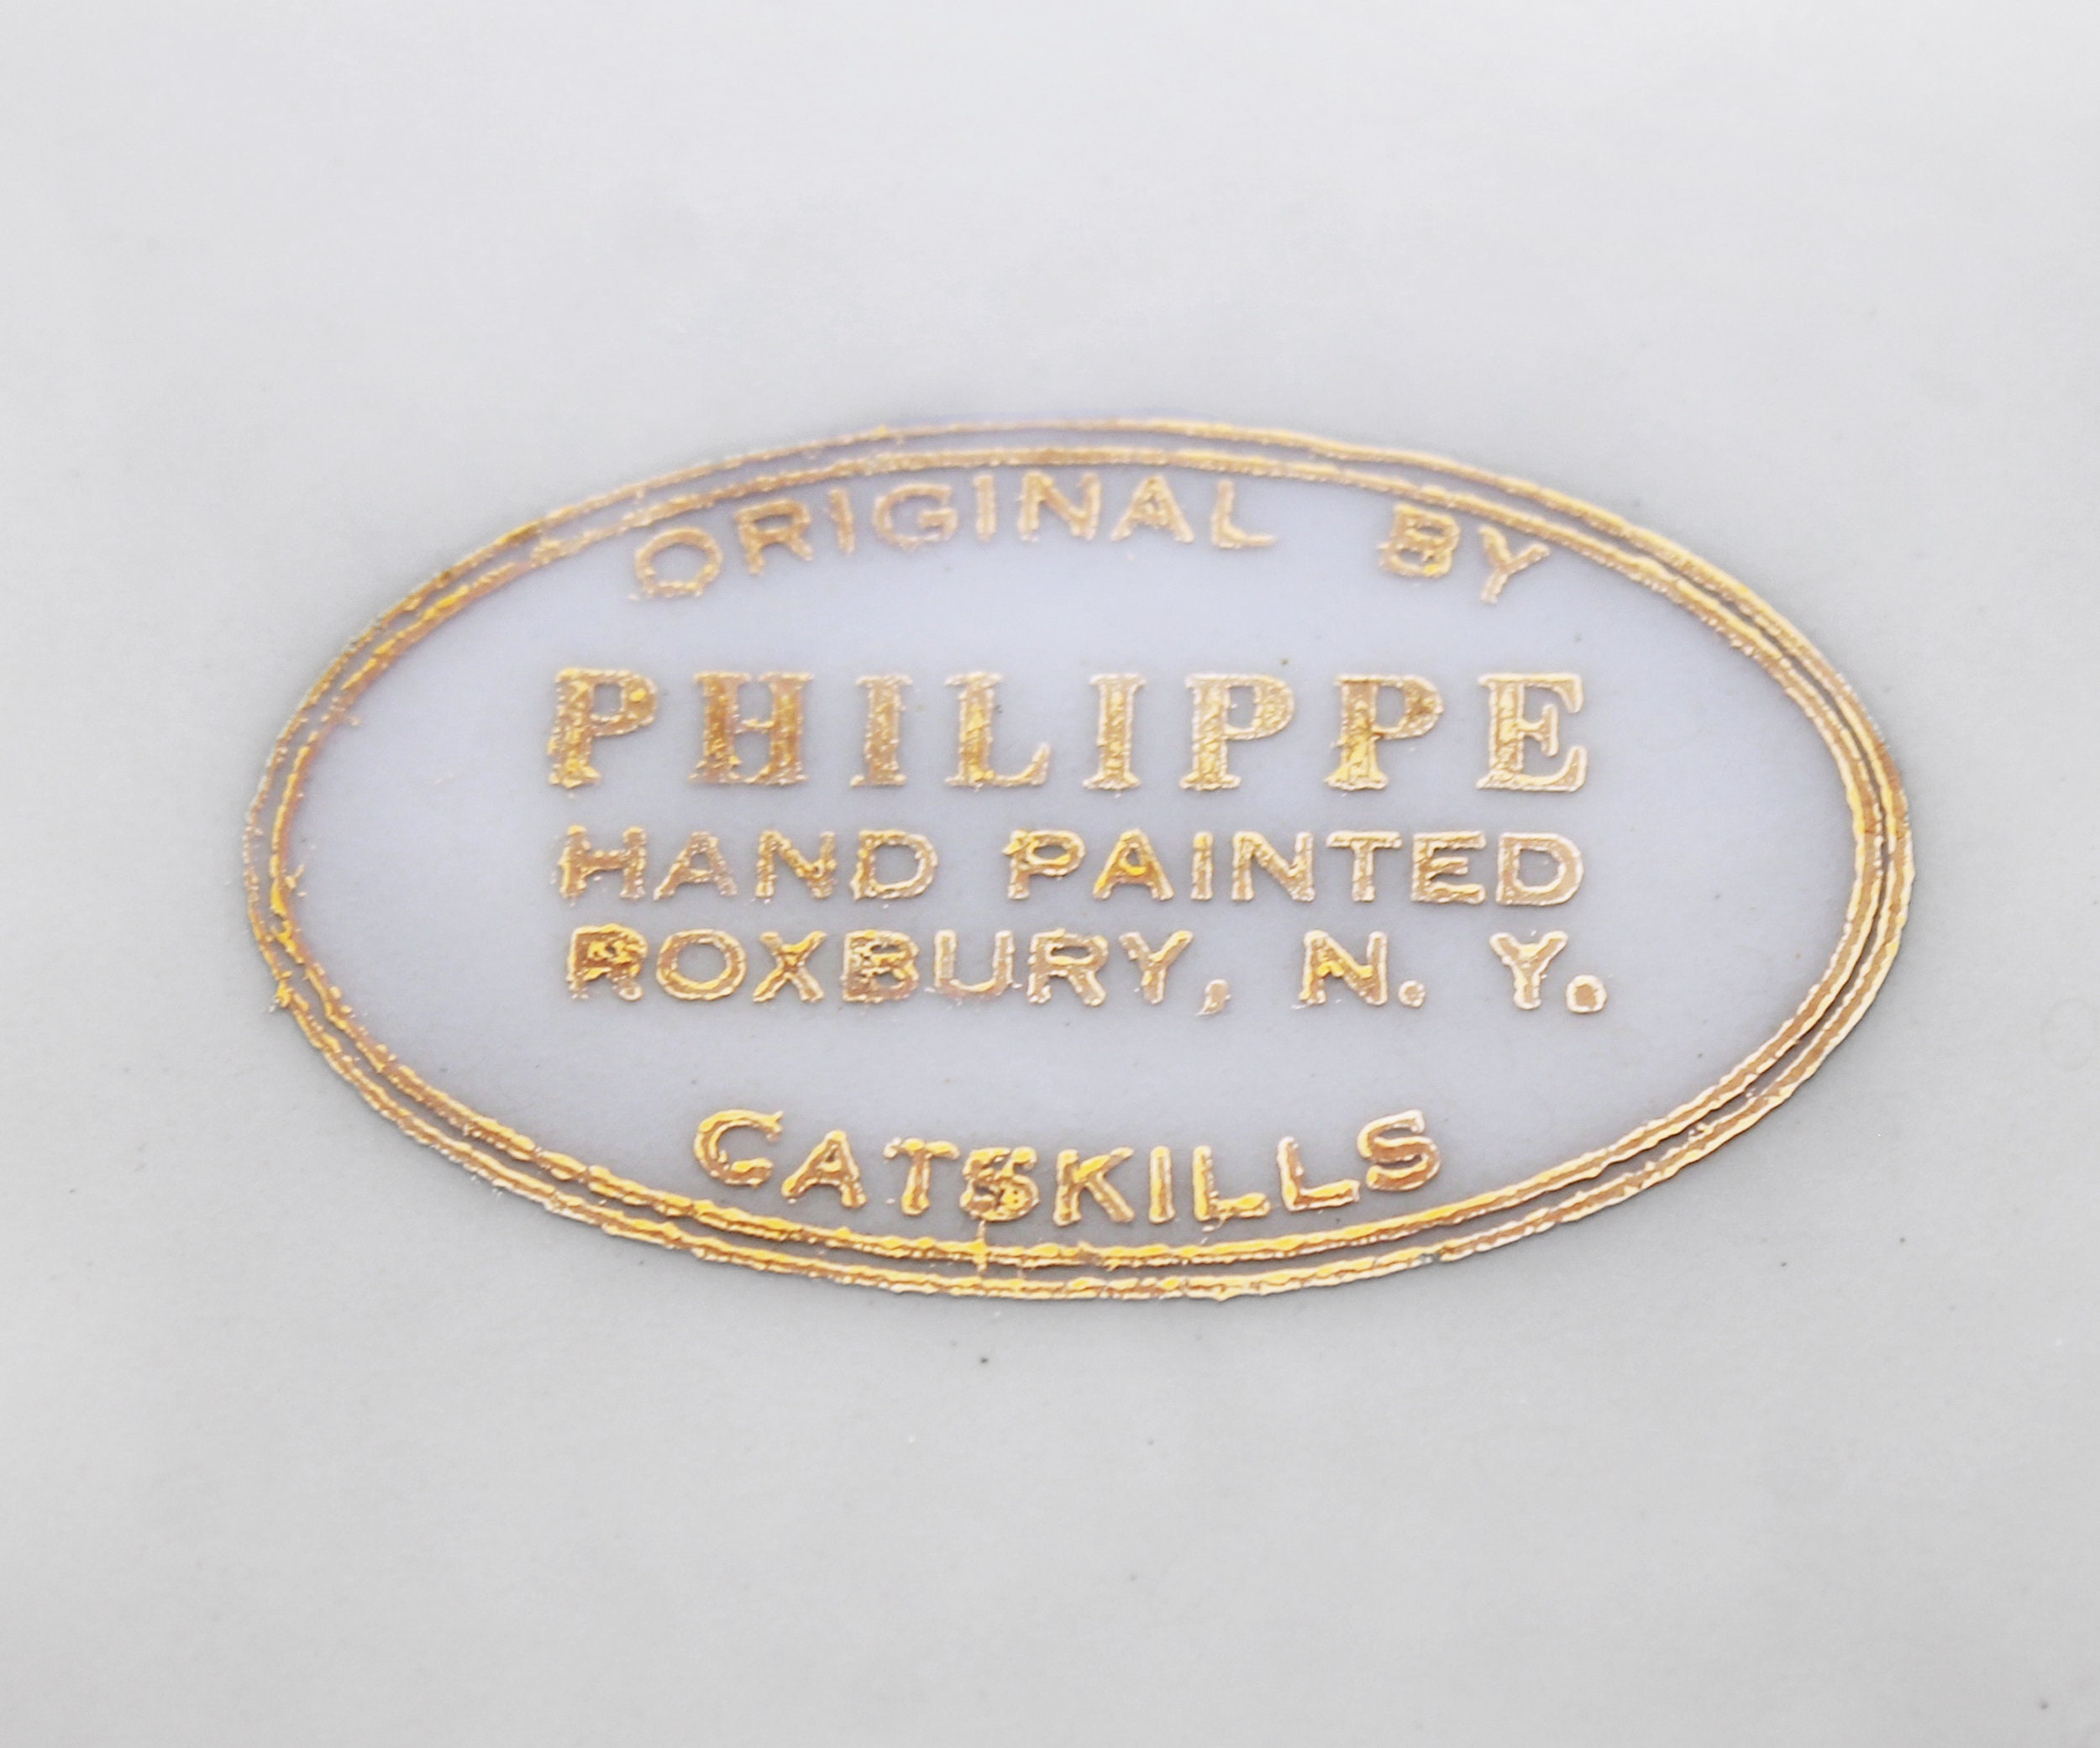 ORIGINAL BY
PHILIPPE
HAND PAINTED
ROXBURY, N. Y.
CATSKILLS